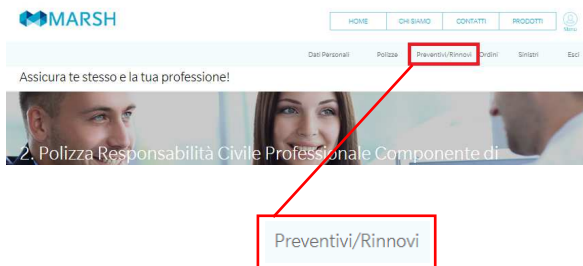 MARSH
HOME CHI SIAMO CONTATTI PRODOTTI
Menu
Dati Personali Polizze Preventivi/Rinnovi Ordini Sinistri Esci
Assicura te stesso e la tua professione!
2. Polizza Responsabilità Civile Professionale Componente di
Preventivi/Rinnovi